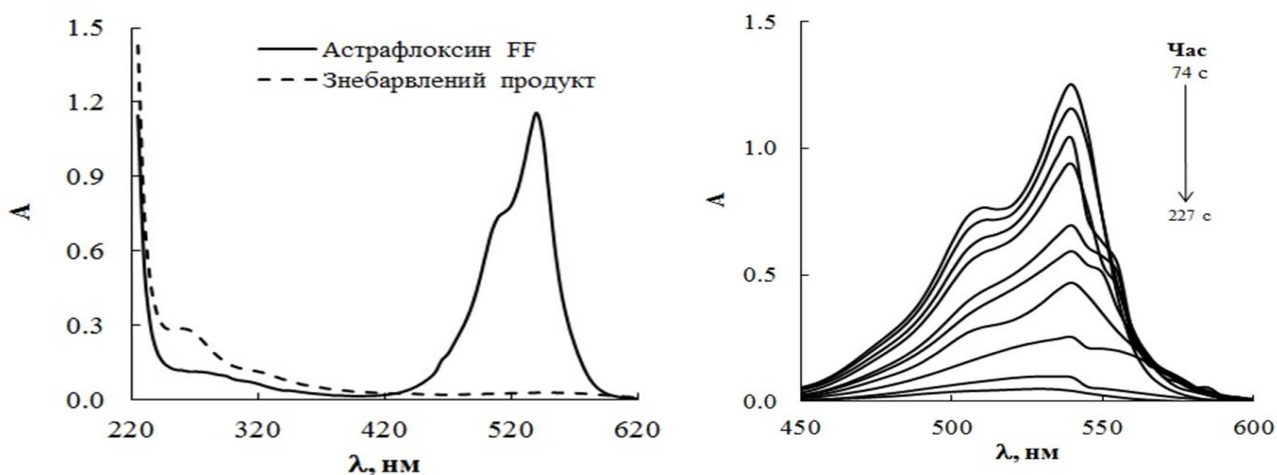 1.5
1.2
0.9
0.6
0.3
0.0
A
Астрафлоксин FF
Знебарвлений продукт
220 320 420 520 620
λ, нм
1.5
1.0
0.5
0.0
A
Час
74 с
227 с
450 500 550 600
λ, нм